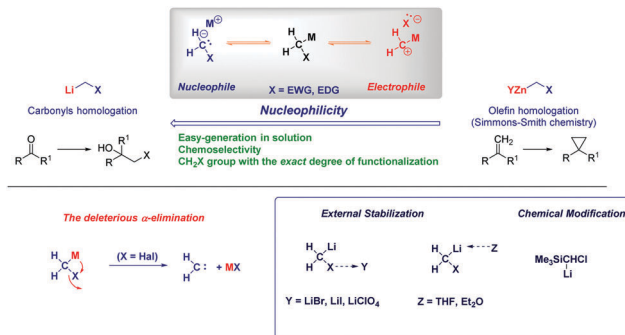 M⊕
H ⊖
H C :
X
Nucleophile
H M
H C
X
X = EWG, EDG
X ⊖
H M
H C ⊕
Electrophile
Li X
Carbonyls homologation
O
R R¹
HO R¹
R X
Nucleophilicity
Easy-generation in solution
Chemoselectivity
CH₂X group with the exact degree of functionalization
YZn X
Olefin homologation
(Simmons-Smith chemistry)
CH₂
R R¹
R R¹
The deleterious α-elimination
H M
H C
X
(X = Hal)
H
C: + MX
H
External Stabilization
H Li
H C
X Y
Y = LiBr, LiI, LiClO₄
H Li Z
H C
X
Z = THF, Et₂O
Chemical Modification
Me₃SiCHCl
Li